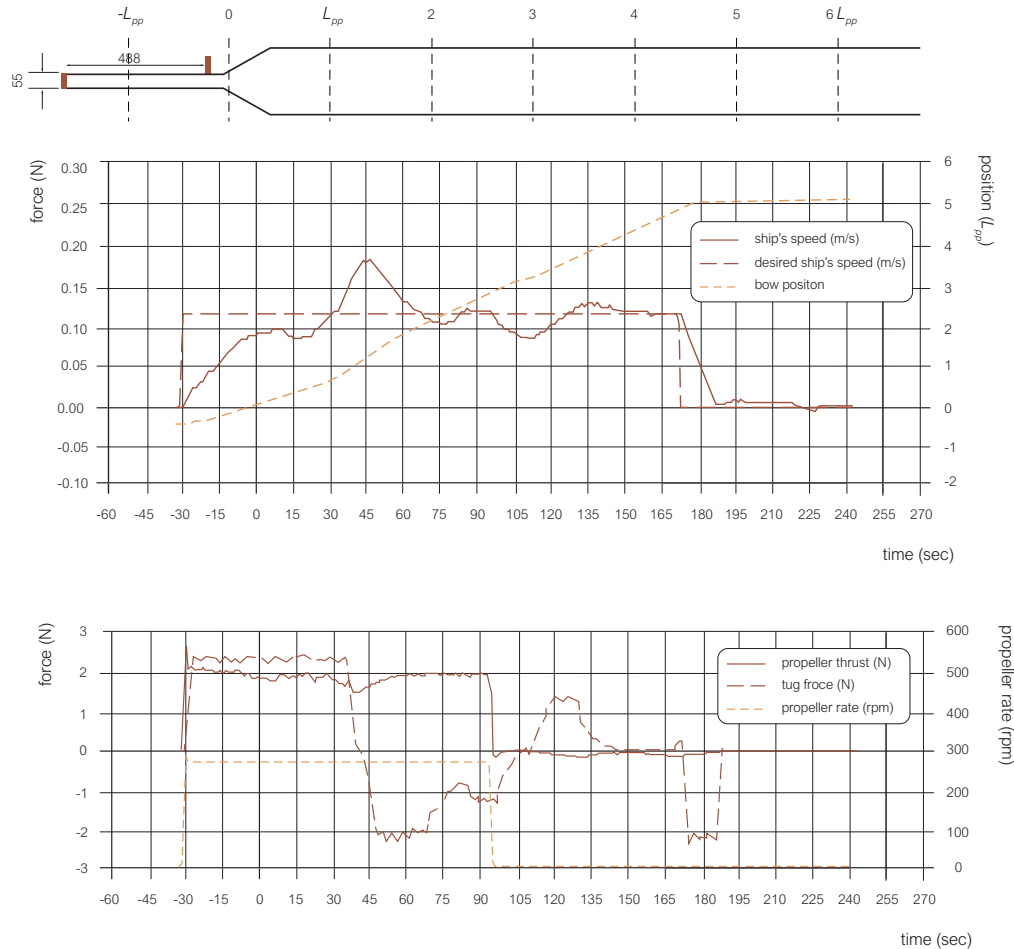 -Lpp 0 Lpp 2 3 4 5 6 Lpp
488
55
force (N)
position (Lpp)
0.30
0.25
0.20
0.15
0.10
0.05
0.00
-0.05
-0.10
6
5
4
3
2
1
0
-1
-2
ship's speed (m/s)
desired ship's speed (m/s)
bow positon
-60 -45 -30 -15 0 15 30 45 60 75 90 105 120 135 150 165 180 195 210 225 240 255 270
time (sec)
force (N)
propeller rate (rpm)
3
2
1
0
-1
-2
-3
600
500
400
300
200
100
0
propeller thrust (N)
tug froce (N)
propeller rate (rpm)
-60 -45 -30 -15 0 15 30 45 60 75 90 105 120 135 150 165 180 195 210 225 240 255 270
time (sec)